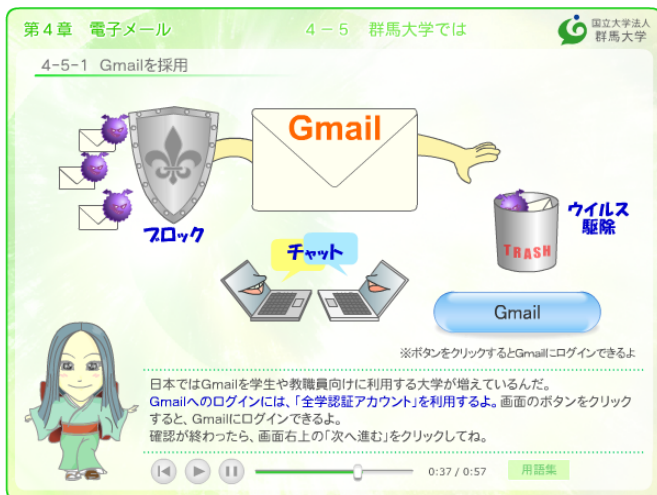 第4章 電子メール
4－5 群馬大学では
国立大学法人
群馬大学
4-5-1 Gmailを採用
Gmail
ブロック
チャット
TRASH
ウイルス
駆除
Gmail
※ボタンをクリックするとGmailにログインできるよ
日本ではGmailを学生や教職員向けに利用する大学が増えているんだ。
Gmailへのログインには、「全学認証アカウント」を利用するよ。画面のボタンをクリック
すると、Gmailにログインできるよ。
確認が終わったら、画面右上の「次へ進む」をクリックしてね。
0:37 / 0:57
用語集